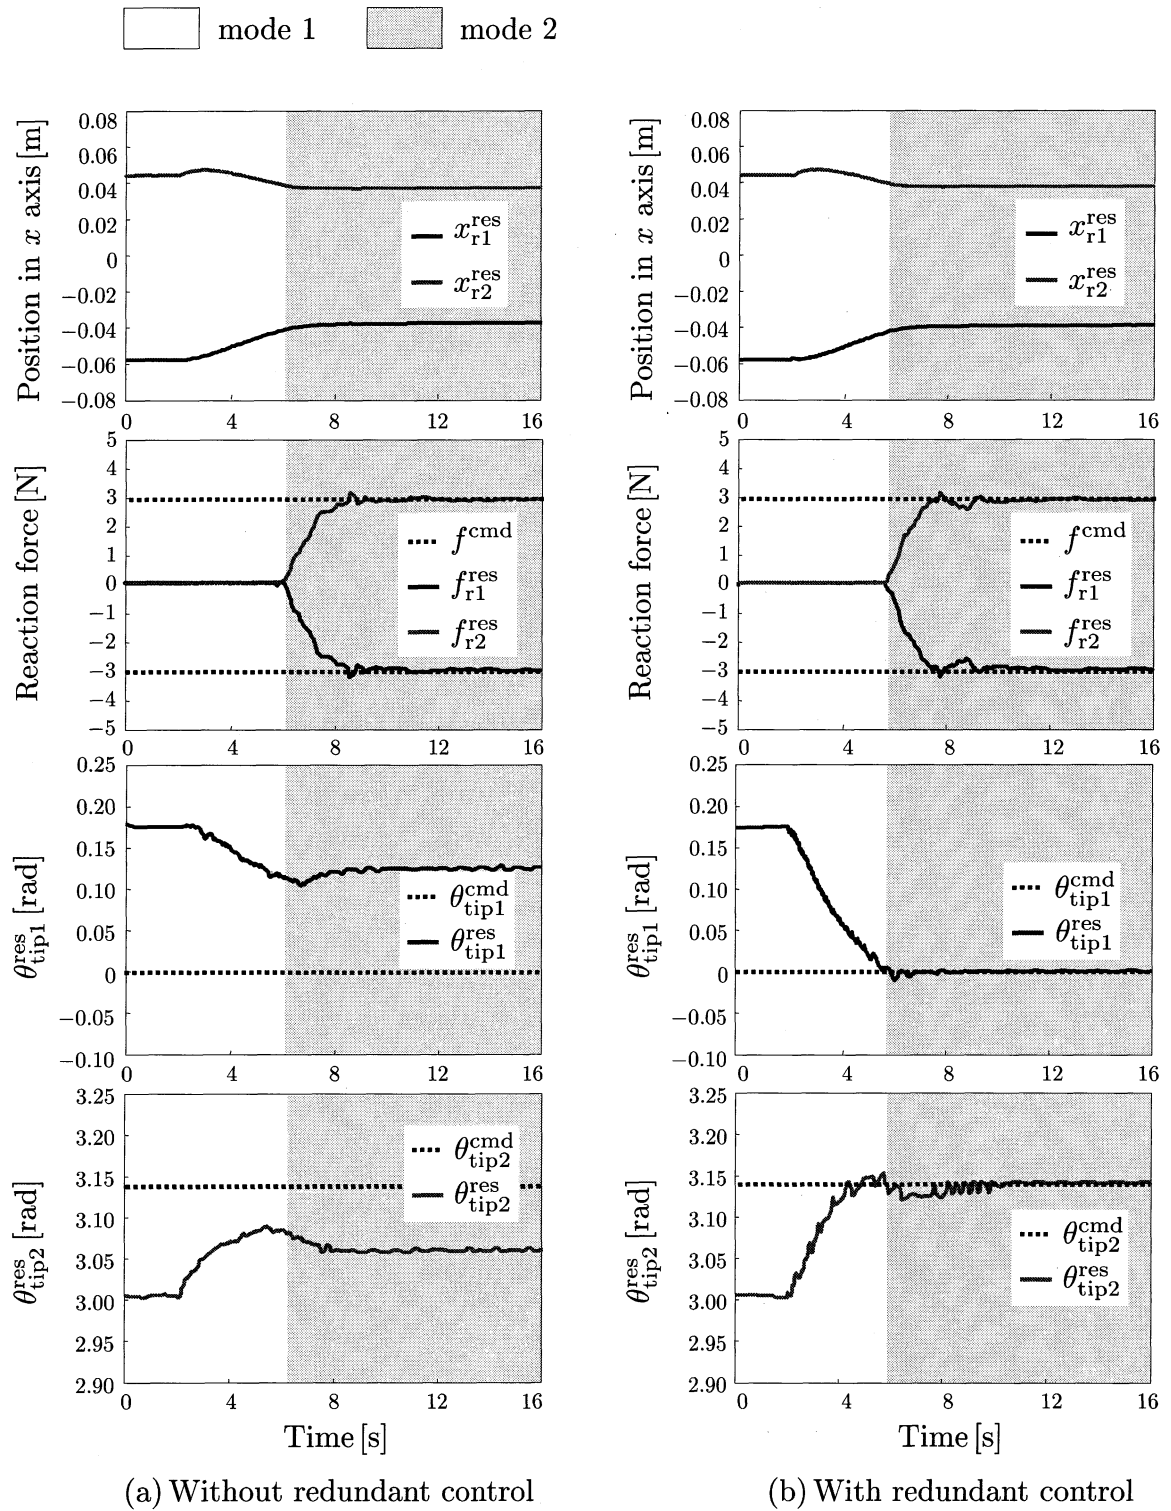 mode 1 mode 2
Position in x axis [m]
0.08
0.06
0.04
0.02
0
−0.02
−0.04
−0.06
−0.08
x_r1^res
x_r2^res
0 4 8 12 16
Reaction force [N]
5
4
3
2
1
0
−1
−2
−3
−4
−5
f^cmd
f_r1^res
f_r2^res
0 4 8 12 16
θ_tip1^res [rad]
0.25
0.20
0.15
0.10
0.05
0
−0.05
−0.10
θ_tip1^cmd
θ_tip1^res
0 4 8 12 16
θ_tip2^res [rad]
3.25
3.20
3.15
3.10
3.05
3.00
2.95
2.90
θ_tip2^cmd
θ_tip2^res
0 4 8 12 16
Time [s]
(a) Without redundant control
Position in x axis [m]
0.08
0.06
0.04
0.02
0
−0.02
−0.04
−0.06
−0.08
x_r1^res
x_r2^res
0 4 8 12 16
Reaction force [N]
5
4
3
2
1
0
−1
−2
−3
−4
−5
f^cmd
f_r1^res
f_r2^res
0 4 8 12 16
θ_tip1^res [rad]
0.25
0.20
0.15
0.10
0.05
0
−0.05
−0.10
θ_tip1^cmd
θ_tip1^res
0 4 8 12 16
θ_tip2^res [rad]
3.25
3.20
3.15
3.10
3.05
3.00
2.95
2.90
θ_tip2^cmd
θ_tip2^res
0 4 8 12 16
Time [s]
(b) With redundant control